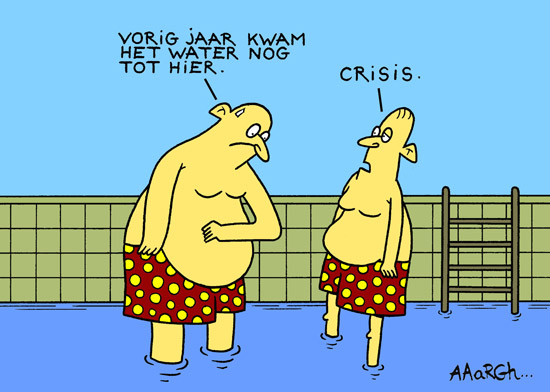 VORIG JAAR KWAM
HET WATER NOG
TOT HIER.
CRISIS.
AAaRGh...